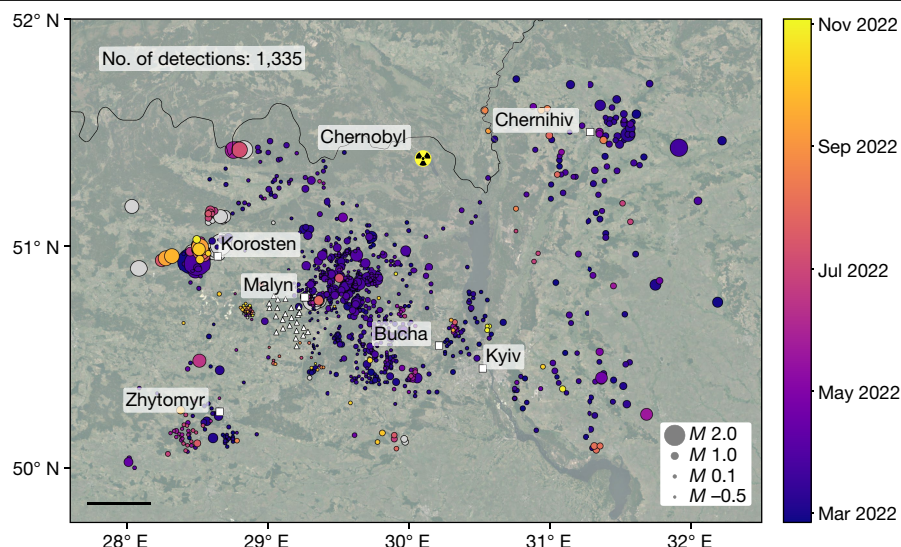 52° N
No. of detections: 1,335
Nov 2022
Chernihiv
Chernobyl
Sep 2022
51° N
Korosten
Jul 2022
Malyn
Bucha
Kyiv
May 2022
Zhytomyr
M 2.0
M 1.0
M 0.1
M –0.5
50° N
Mar 2022
28° E
29° E
30° E
31° E
32° E